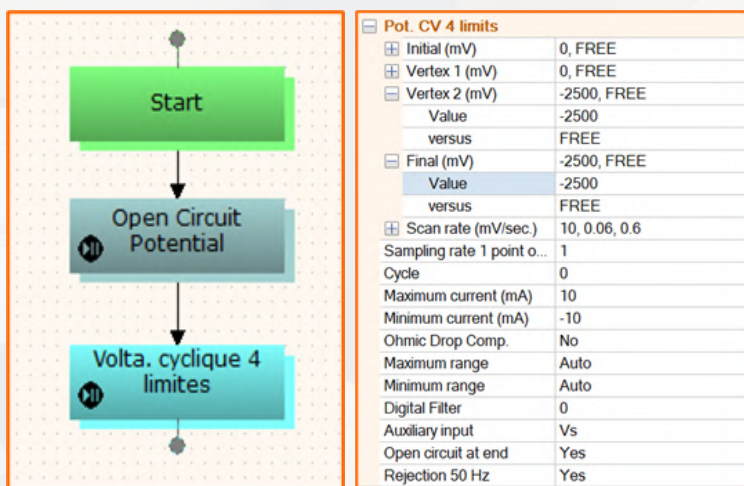 Start
Open Circuit
Potential
Volta. cyclique 4
limites
Pot. CV 4 limits
Initial (mV) 0, FREE
Vertex 1 (mV) 0, FREE
Vertex 2 (mV) -2500, FREE
Value -2500
versus FREE
Final (mV) -2500, FREE
Value -2500
versus FREE
Scan rate (mV/sec.) 10, 0.06, 0.6
Sampling rate 1 point o... 1
Cycle 0
Maximum current (mA) 10
Minimum current (mA) -10
Ohmic Drop Comp. No
Maximum range Auto
Minimum range Auto
Digital Filter 0
Auxiliary input Vs
Open circuit at end Yes
Rejection 50 Hz Yes